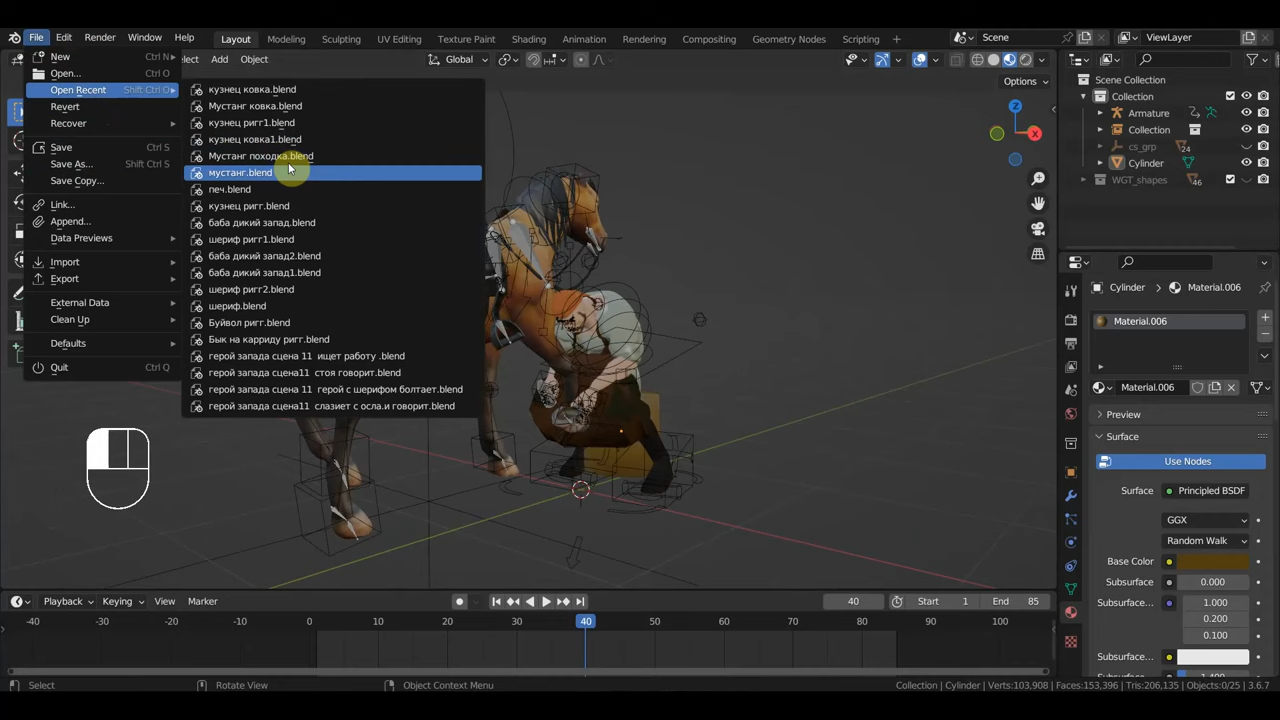 File Edit Render Window Help Layout Modeling Sculpting UV Editing Texture Paint Shading Animation Rendering Compositing Geometry Nodes Scripting Scene ViewLayer
New Ctrl N
Open... Ctrl O
Open Recent Shift Ctrl O
Revert
Recover
Save Ctrl S
Save As... Shift Ctrl S
Save Copy...
Link...
Append...
Data Previews
Import
Export
External Data
Clean Up
Defaults
Quit Ctrl Q
Add Object Global
Options
кузнец ковка.blend
Мустанг ковка.blend
кузнец ригг1.blend
кузнец ковка1.blend
Мустанг походка.blend
мустанг.blend
печ.blend
кузнец ригг.blend
баба дикий запад.blend
шериф ригг1.blend
баба дикий запад2.blend
баба дикий запад1.blend
шериф ригг2.blend
шериф.blend
Буйвол ригг.blend
Бык на карриду ригг.blend
герой запада сцена 11 ищет работу .blend
герой запада сцена11 стоя говорит.blend
герой запада сцена 11 герой с шерифом болтает.blend
герой запада сцена11 слазиет с осла.и говорит.blend
Z
X
Scene Collection
Collection
Armature
Collection
cs_grp 24
Cylinder
WGT_shapes 46
Cylinder Material.006
Material.006
Material.006
Preview
Surface
Use Nodes
Surface Principled BSDF
GGX
Random Walk
Base Color
Subsurface 0.000
Subsurface... 1.000
0.200
0.100
Subsurface...
Playback Keying View Marker 40 Start 1 End 85
-40 -30 -20 -10 0 10 20 30 40 50 60 70 80 90 100
Select Rotate View Object Context Menu Collection | Cylinder | Verts:103,908 | Faces:153,396 | Tris:206,135 | Objects:0/25 | 3.6.7